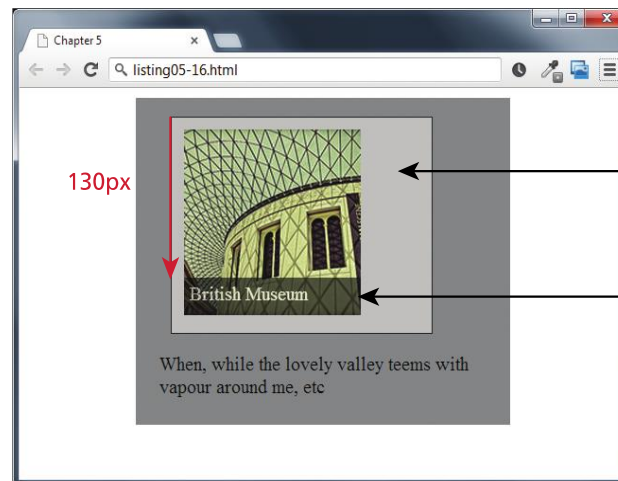 Chapter 5
listing05-16.html
130px
British Museum
When, while the lovely valley teems with
vapour around me, etc